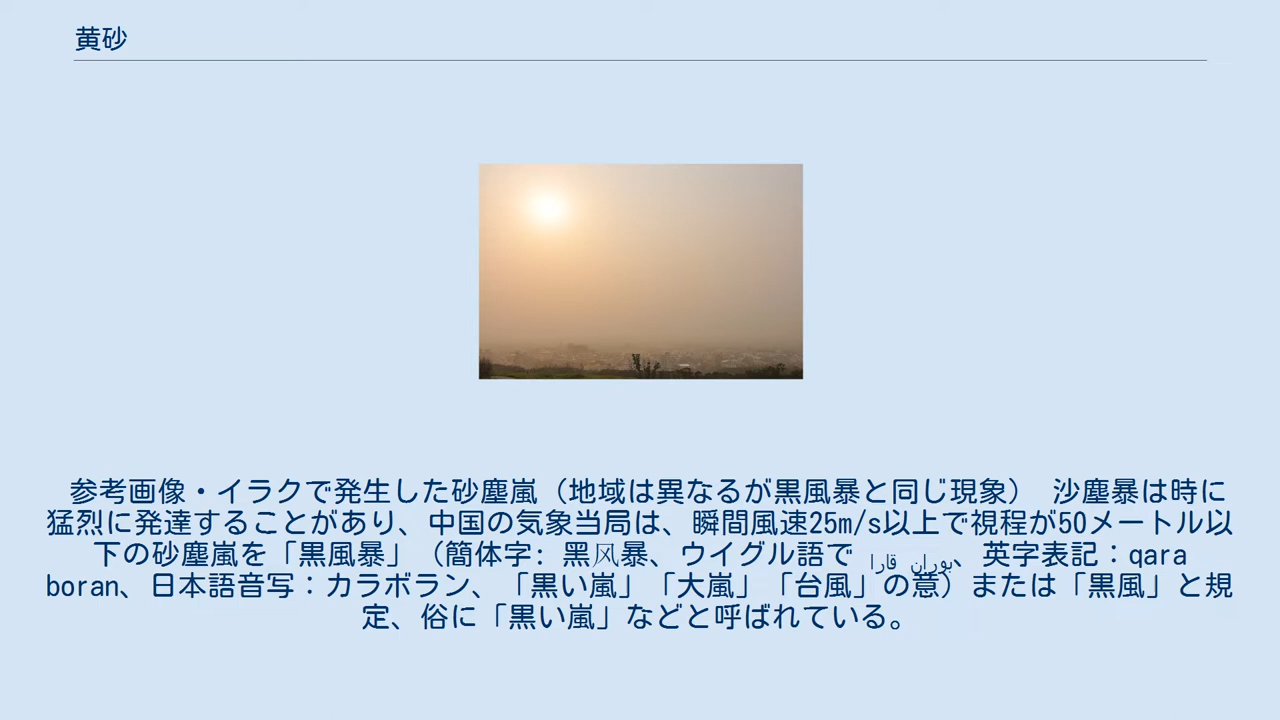 黄砂
参考画像・イラクで発生した砂塵嵐（地域は異なるが黒風暴と同じ現象） 沙塵暴は時に
猛烈に発達することがあり、中国の気象当局は、瞬間風速25m/s以上で視程が50メートル以
下の砂塵嵐を「黒風暴」（簡体字: 黑风暴、ウイグル語で قارا بوران、英字表記：qara
boran、日本語音写：カラボラン、「黒い嵐」「大嵐」「台風」の意）または「黒風」と規
定、俗に「黒い嵐」などと呼ばれている。